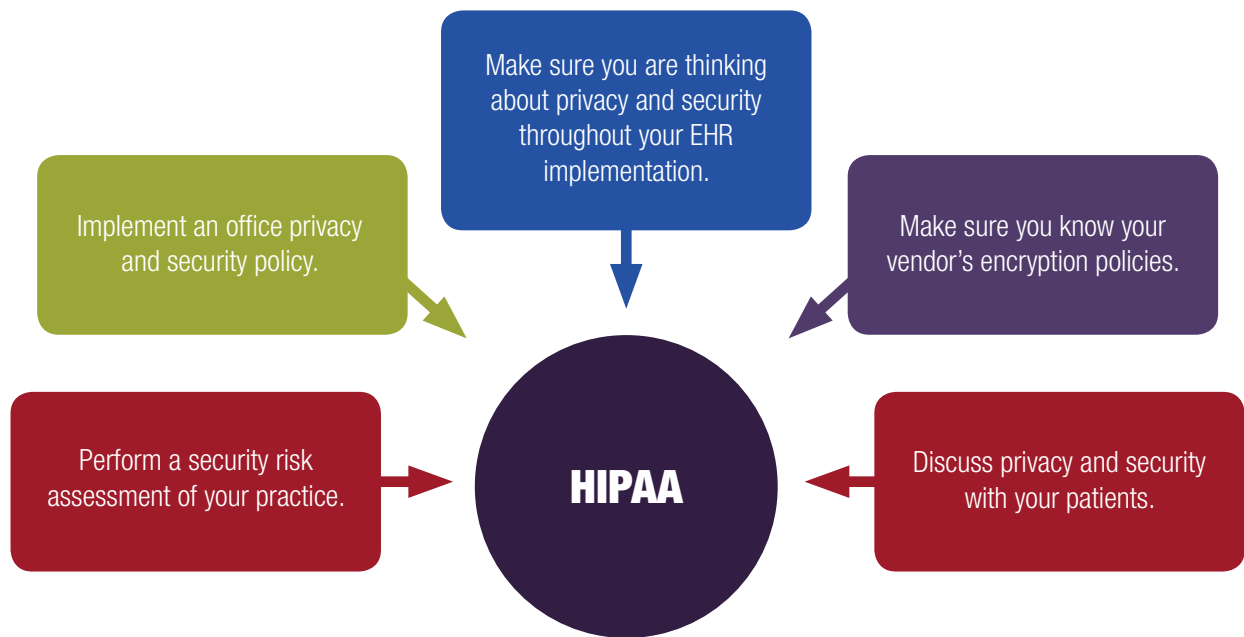 Make sure you are thinking
about privacy and security
throughout your EHR
implementation.
Implement an office privacy
and security policy.
Make sure you know your
vendor’s encryption policies.
Perform a security risk
assessment of your practice.
HIPAA
Discuss privacy and security
with your patients.